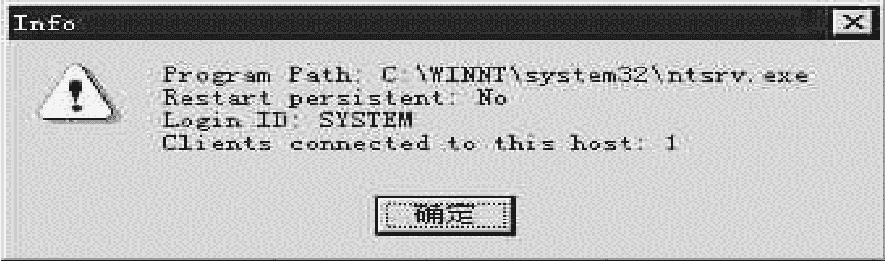 Info
Program Path: C:\WINNT\system32\ntsrv.exe
Restart persistent: No
Login ID: SYSTEM
Clients connected to this host: 1
确定